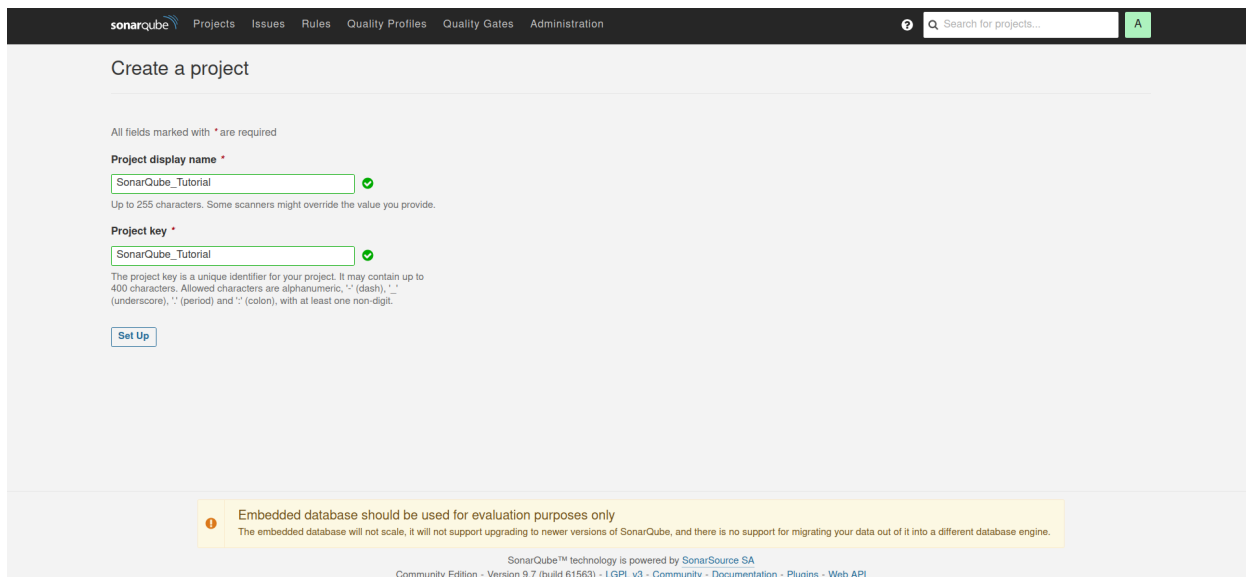 sonarqube Projects Issues Rules Quality Profiles Quality Gates Administration ? Search for projects... A
Create a project
All fields marked with * are required
Project display name *
SonarQube_Tutorial
Up to 255 characters. Some scanners might override the value you provide.
Project key *
SonarQube_Tutorial
The project key is a unique identifier for your project. It may contain up to
400 characters. Allowed characters are alphanumeric, '-' (dash), '_'
(underscore), '.' (period) and ':' (colon), with at least one non-digit.
Set Up
Embedded database should be used for evaluation purposes only
The embedded database will not scale, it will not support upgrading to newer versions of SonarQube, and there is no support for migrating your data out of it into a different database engine.
SonarQube™ technology is powered by SonarSource SA
Community Edition - Version 9.7 (build 61563) - LGPL v3 - Community - Documentation - Plugins - Web API